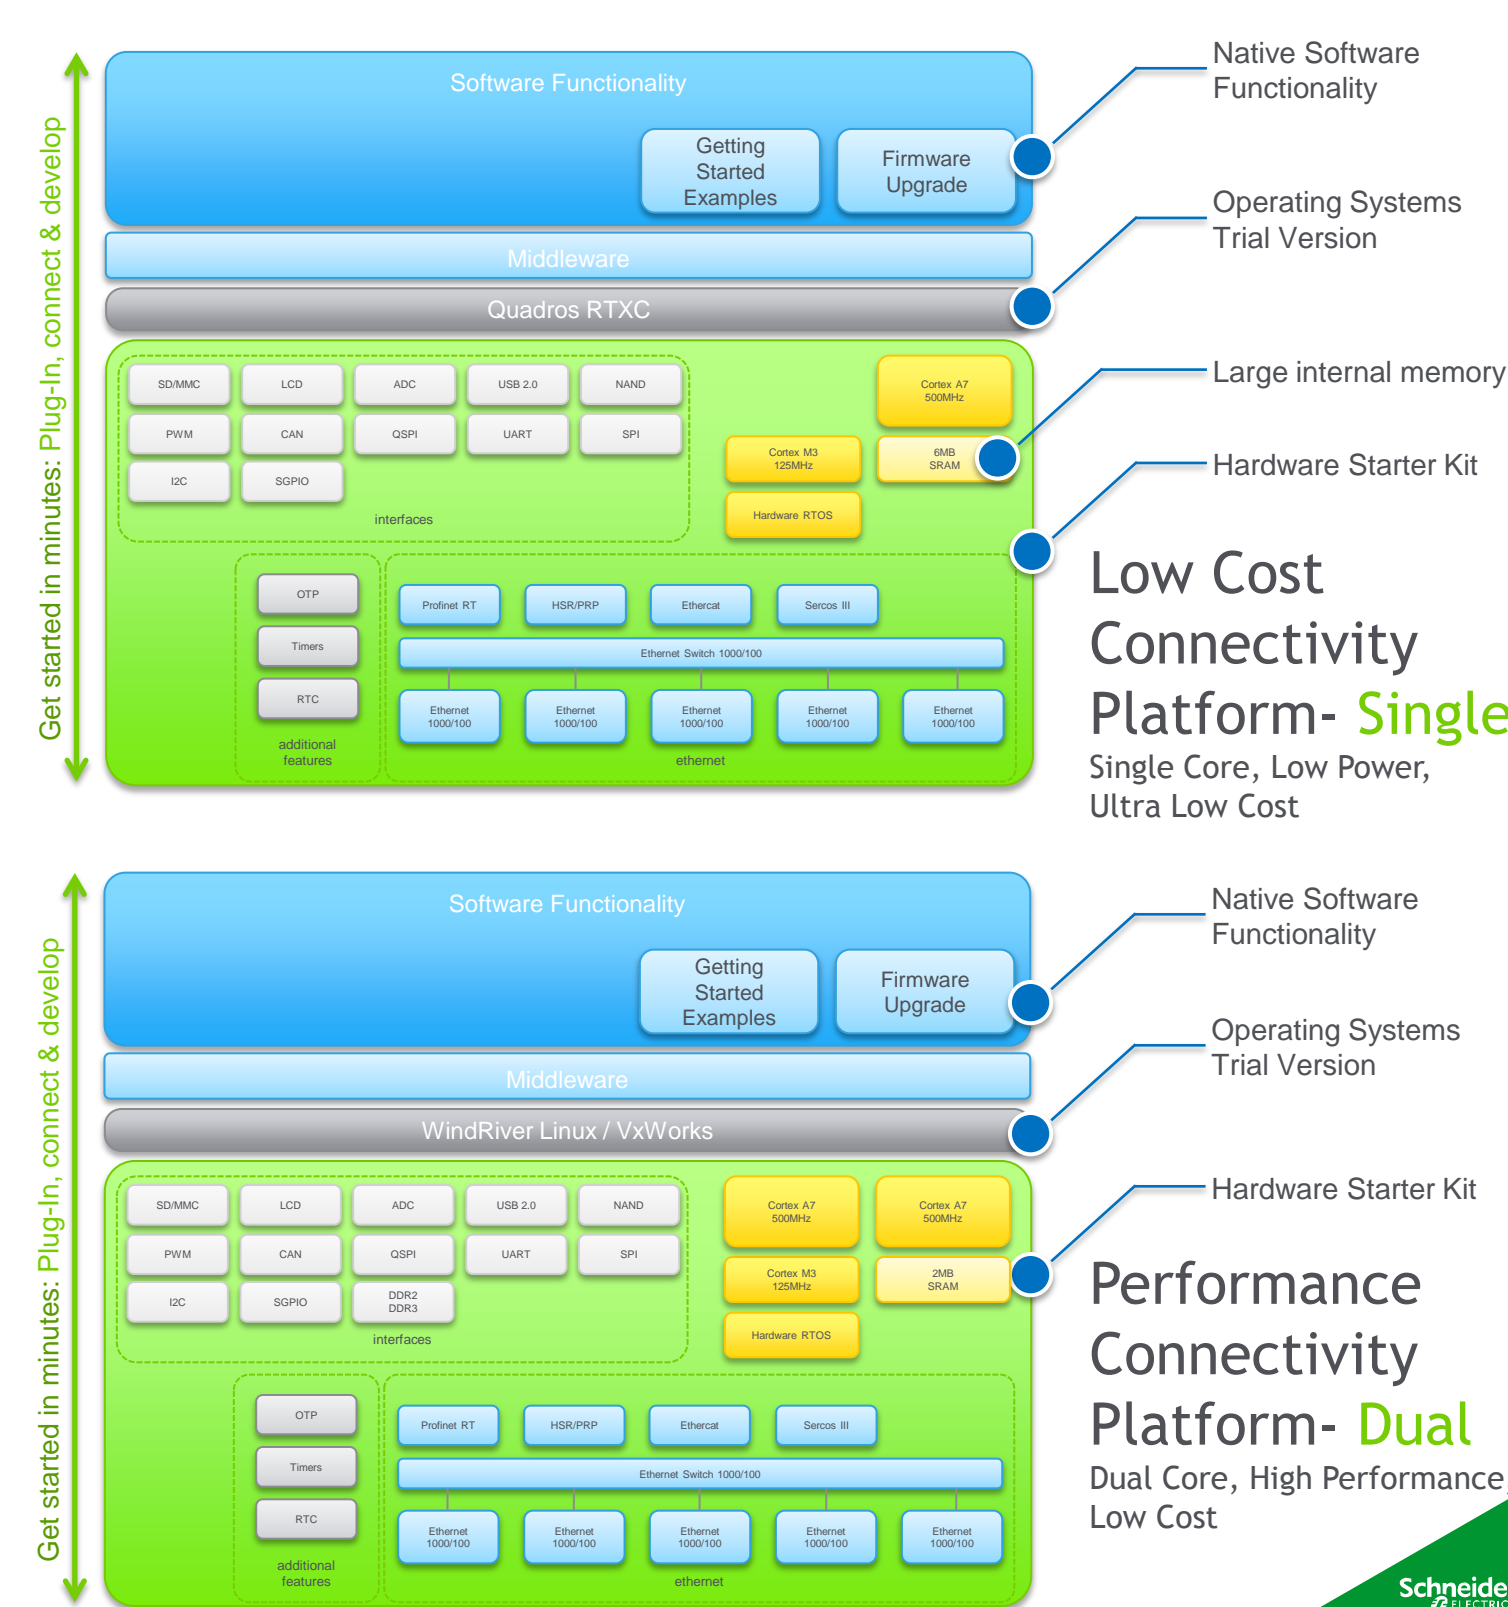 Get started in minutes: Plug-In, connect & develop
Software Functionality
Getting
Started
Examples
Firmware
Upgrade
Middleware
Quadros RTXC
SD/MMC
LCD
ADC
USB 2.0
NAND
PWM
CAN
QSPI
UART
SPI
I2C
SGPIO
interfaces
Cortex A7
500MHz
Cortex M3
125MHz
6MB
SRAM
Hardware RTOS
OTP
Timers
RTC
additional
features
Profinet RT
HSR/PRP
Ethercat
Sercos III
Ethernet Switch 1000/100
Ethernet
1000/100
Ethernet
1000/100
Ethernet
1000/100
Ethernet
1000/100
Ethernet
1000/100
ethernet
Native Software
Functionality
Operating Systems
Trial Version
Large internal memory
Hardware Starter Kit
Low Cost
Connectivity
Platform- Single
Single Core, Low Power,
Ultra Low Cost
Get started in minutes: Plug-In, connect & develop
Software Functionality
Getting
Started
Examples
Firmware
Upgrade
Middleware
WindRiver Linux / VxWorks
SD/MMC
LCD
ADC
USB 2.0
NAND
PWM
CAN
QSPI
UART
SPI
I2C
SGPIO
DDR2
DDR3
interfaces
Cortex A7
500MHz
Cortex A7
500MHz
Cortex M3
125MHz
2MB
SRAM
Hardware RTOS
OTP
Timers
RTC
additional
features
Profinet RT
HSR/PRP
Ethercat
Sercos III
Ethernet Switch 1000/100
Ethernet
1000/100
Ethernet
1000/100
Ethernet
1000/100
Ethernet
1000/100
Ethernet
1000/100
ethernet
Native Software
Functionality
Operating Systems
Trial Version
Hardware Starter Kit
Performance
Connectivity
Platform- Dual
Dual Core, High Performance,
Low Cost
Schneide
ELECTRIC